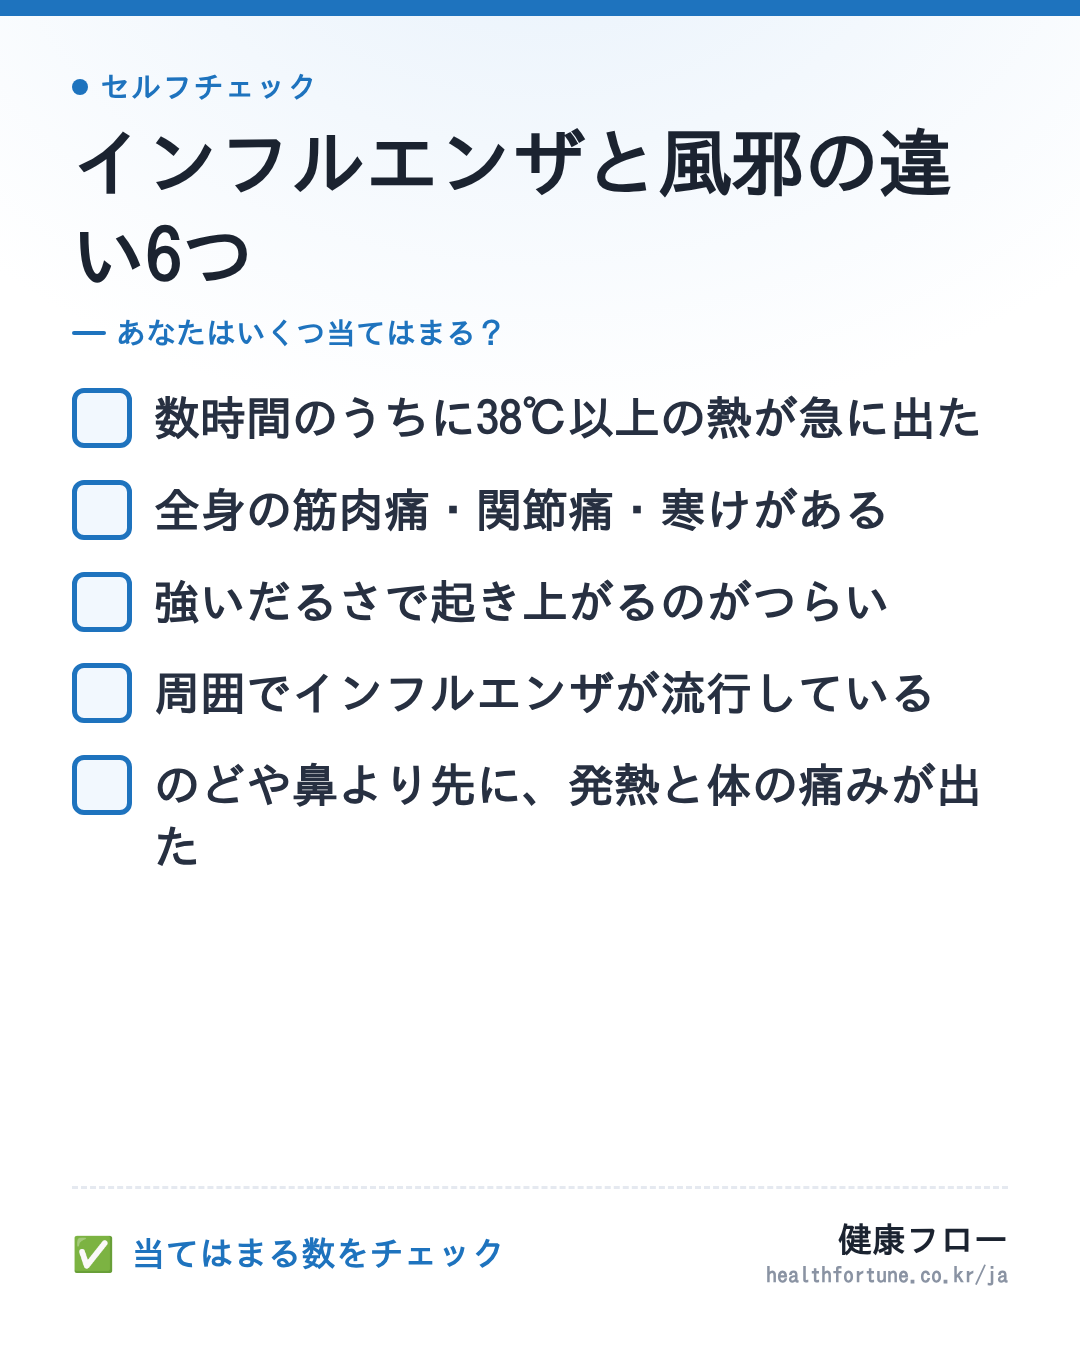 セルフチェック
インフルエンザと風邪の違
い6つ
— あなたはいくつ当てはまる？
数時間のうちに38℃以上の熱が急に出た
全身の筋肉痛・関節痛・寒けがある
強いだるさで起き上がるのがつらい
周囲でインフルエンザが流行している
のどや鼻より先に、発熱と体の痛みが出
た
✅ 当てはまる数をチェック
健康フロー
healthfortune.co.kr/ja